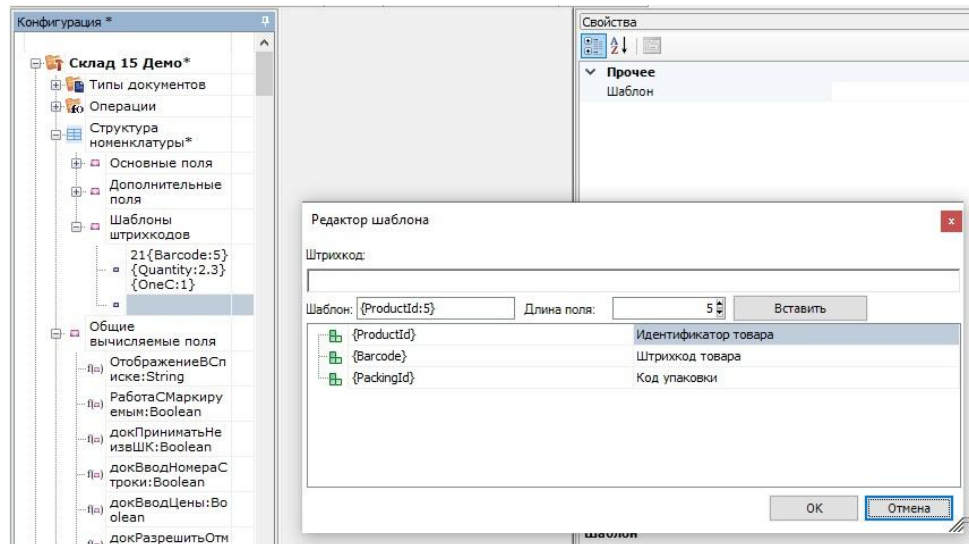 Конфигурация *
Склад 15 Демо*
Типы документов
Операции
Структура
номенклатуры*
Основные поля
Дополнительные
поля
Шаблоны
штрихкодов
21{Barcode:5}
{Quantity:2.3}
{OneC:1}
Общие
вычисляемые поля
f(=) ОтображениеВСп
иске:String
f(=) РаботаСМаркиру
емым:Boolean
f(=) докПриниматьНе
извШК:Boolean
f(=) докВводНомераС
троки:Boolean
f(=) докВводЦены:Bo
olean
f(=) докРазрешитьОтм
Свойства
Прочее
Шаблон
Редактор шаблона
Штрихкод:
Шаблон: {ProductId:5} Длина поля: 5 Вставить
{ProductId} Идентификатор товара
{Barcode} Штрихкод товара
{PackingId} Код упаковки
OK Отмена
Шаблон